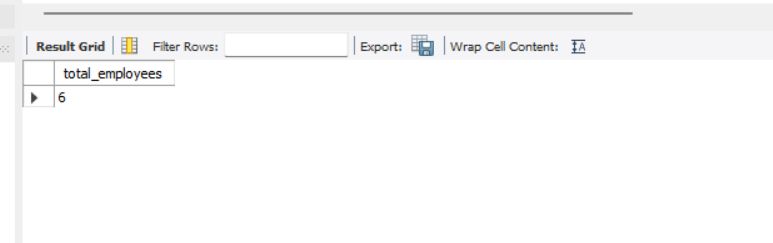 Result Grid Filter Rows: Export: Wrap Cell Content:
total_employees
6